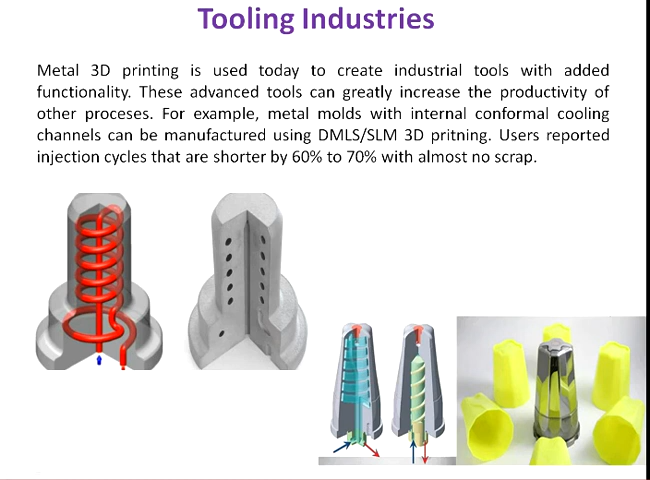 Tooling Industries
Metal 3D printing is used today to create industrial tools with added
functionality. These advanced tools can greatly increase the productivity of
other proceses. For example, metal molds with internal conformal cooling
channels can be manufactured using DMLS/SLM 3D pritning. Users reported
injection cycles that are shorter by 60% to 70% with almost no scrap.